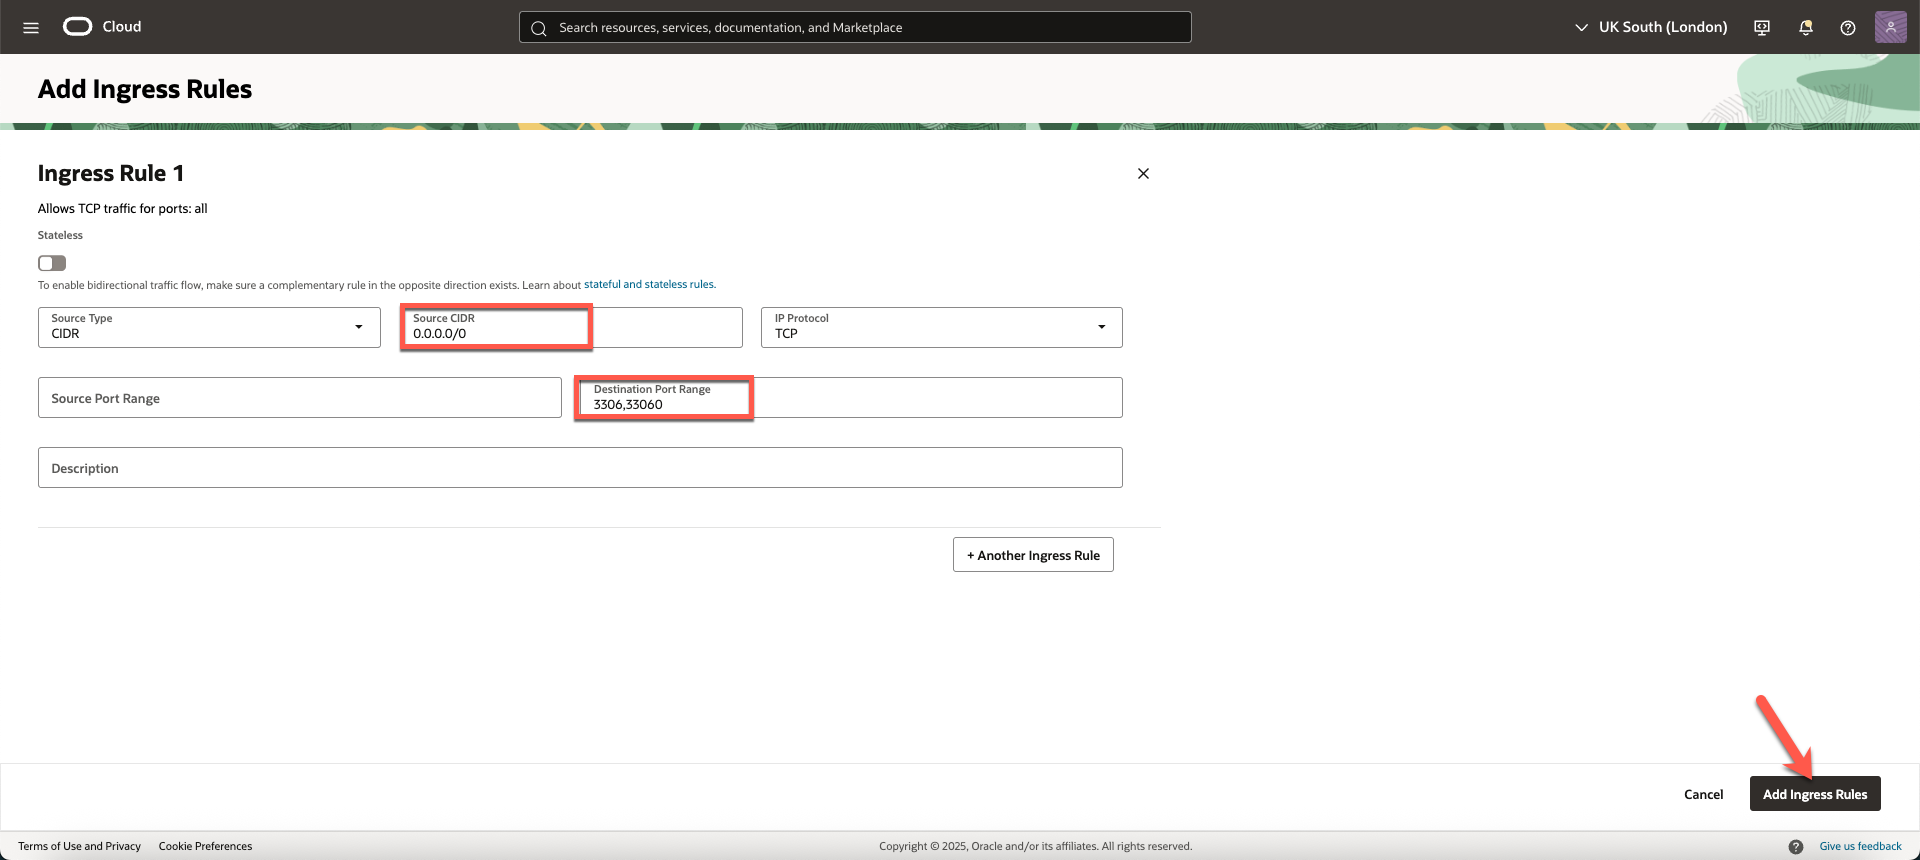 Cloud
Search resources, services, documentation, and Marketplace
UK South (London)
Add Ingress Rules
Ingress Rule 1
Allows TCP traffic for ports: all
Stateless
To enable bidirectional traffic flow, make sure a complementary rule in the opposite direction exists. Learn about stateful and stateless rules.
Source Type
CIDR
Source CIDR
0.0.0.0/0
IP Protocol
TCP
Source Port Range
Destination Port Range
3306,33060
Description
+ Another Ingress Rule
Cancel
Add Ingress Rules
Terms of Use and Privacy
Cookie Preferences
Copyright © 2025, Oracle and/or its affiliates. All rights reserved.
Give us feedback